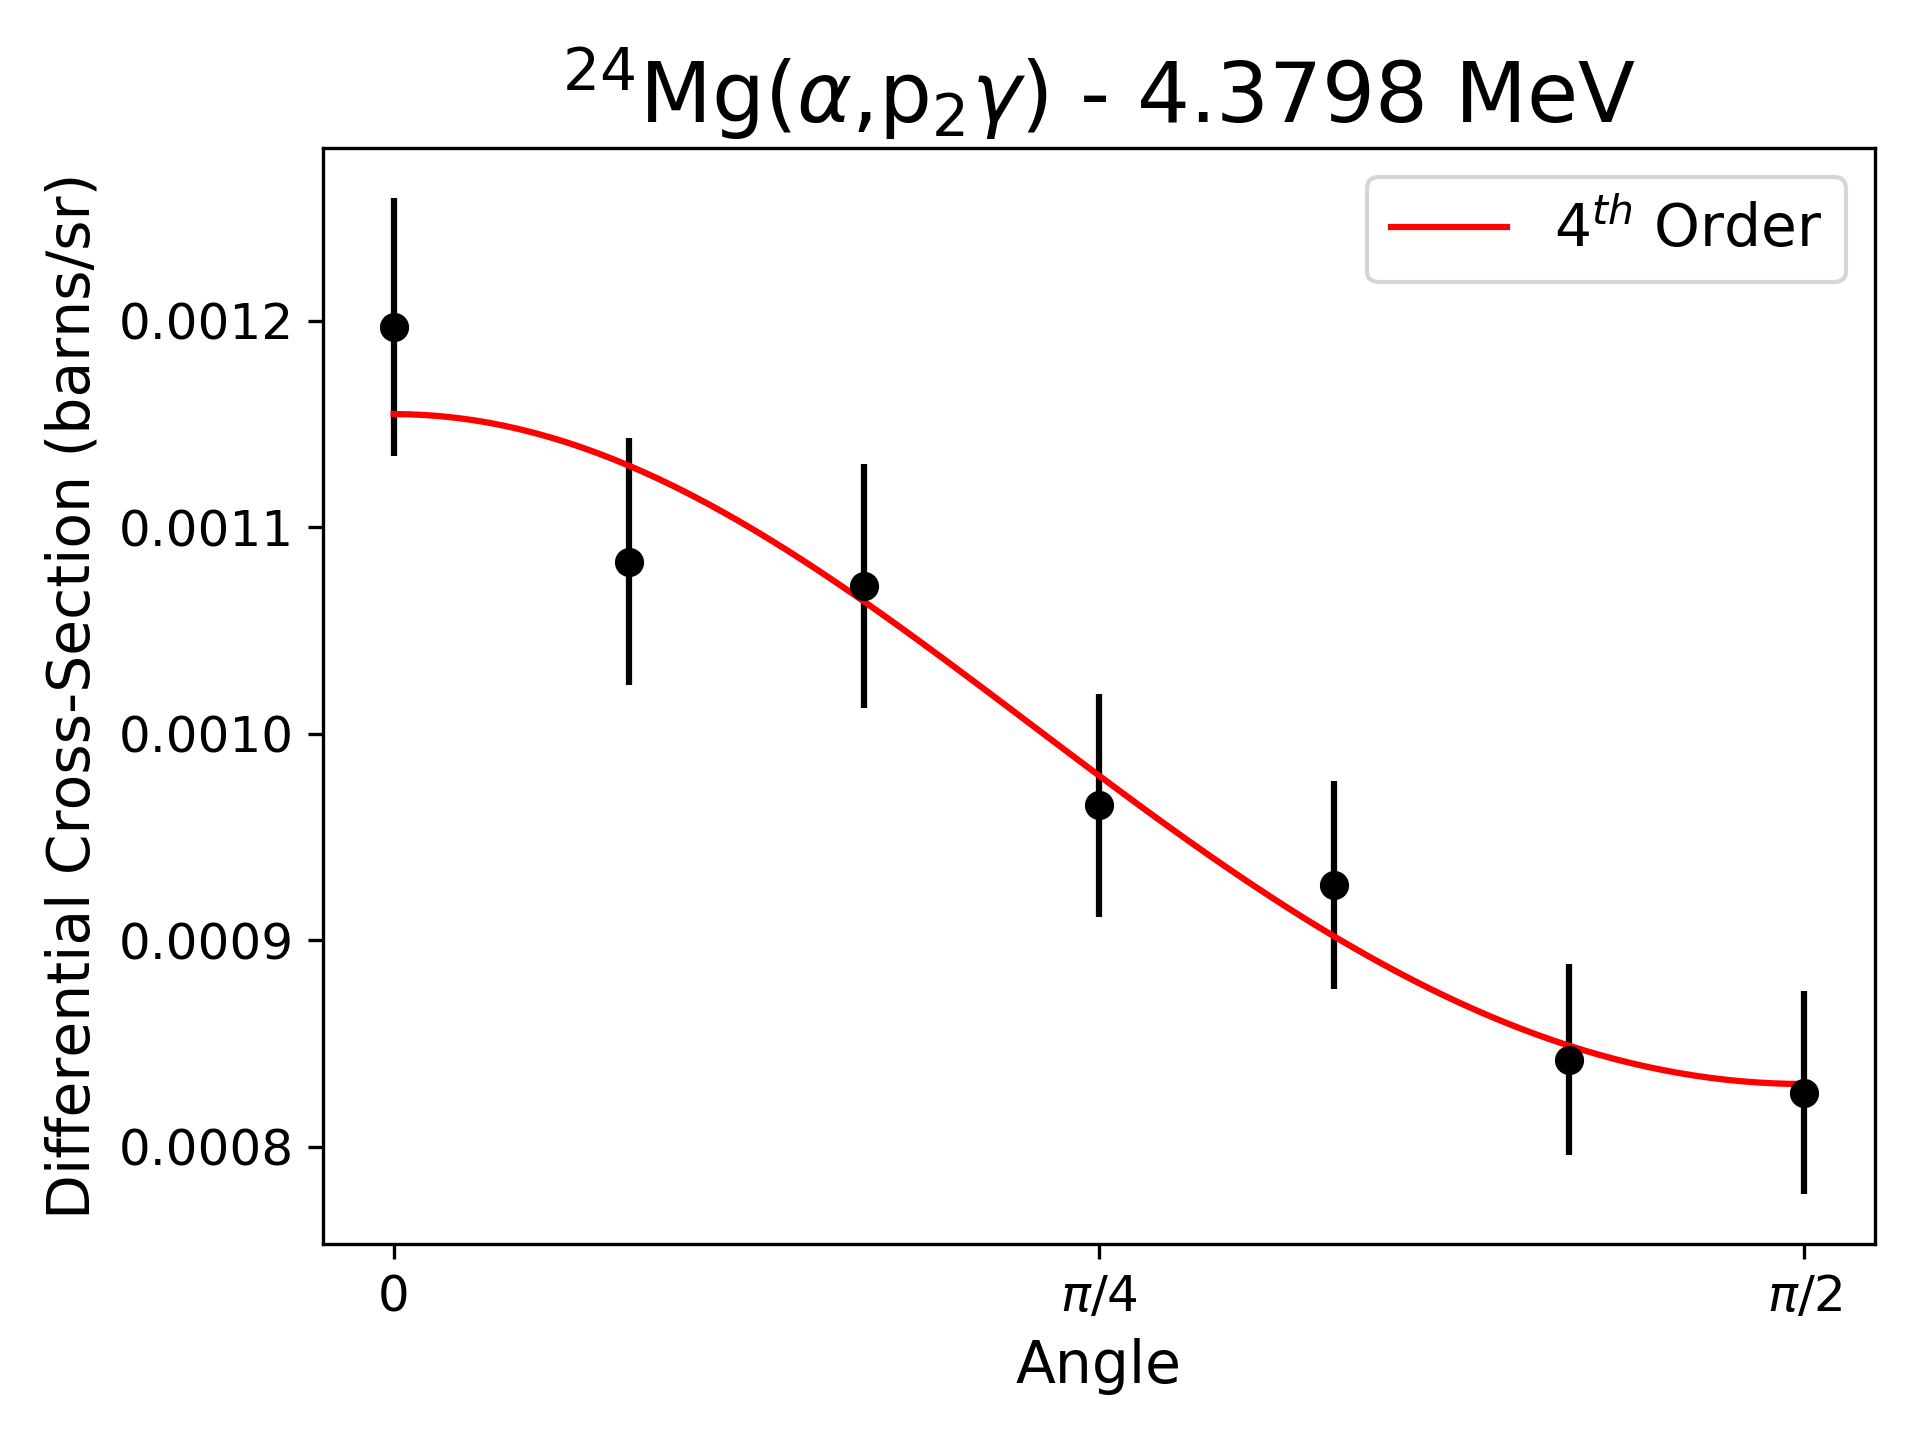 ²⁴Mg(α,p₂γ) - 4.3798 MeV
4ᵗʰ Order
Differential Cross-Section (barns/sr)
0.0012
0.0011
0.0010
0.0009
0.0008
0 π/4 π/2
Angle